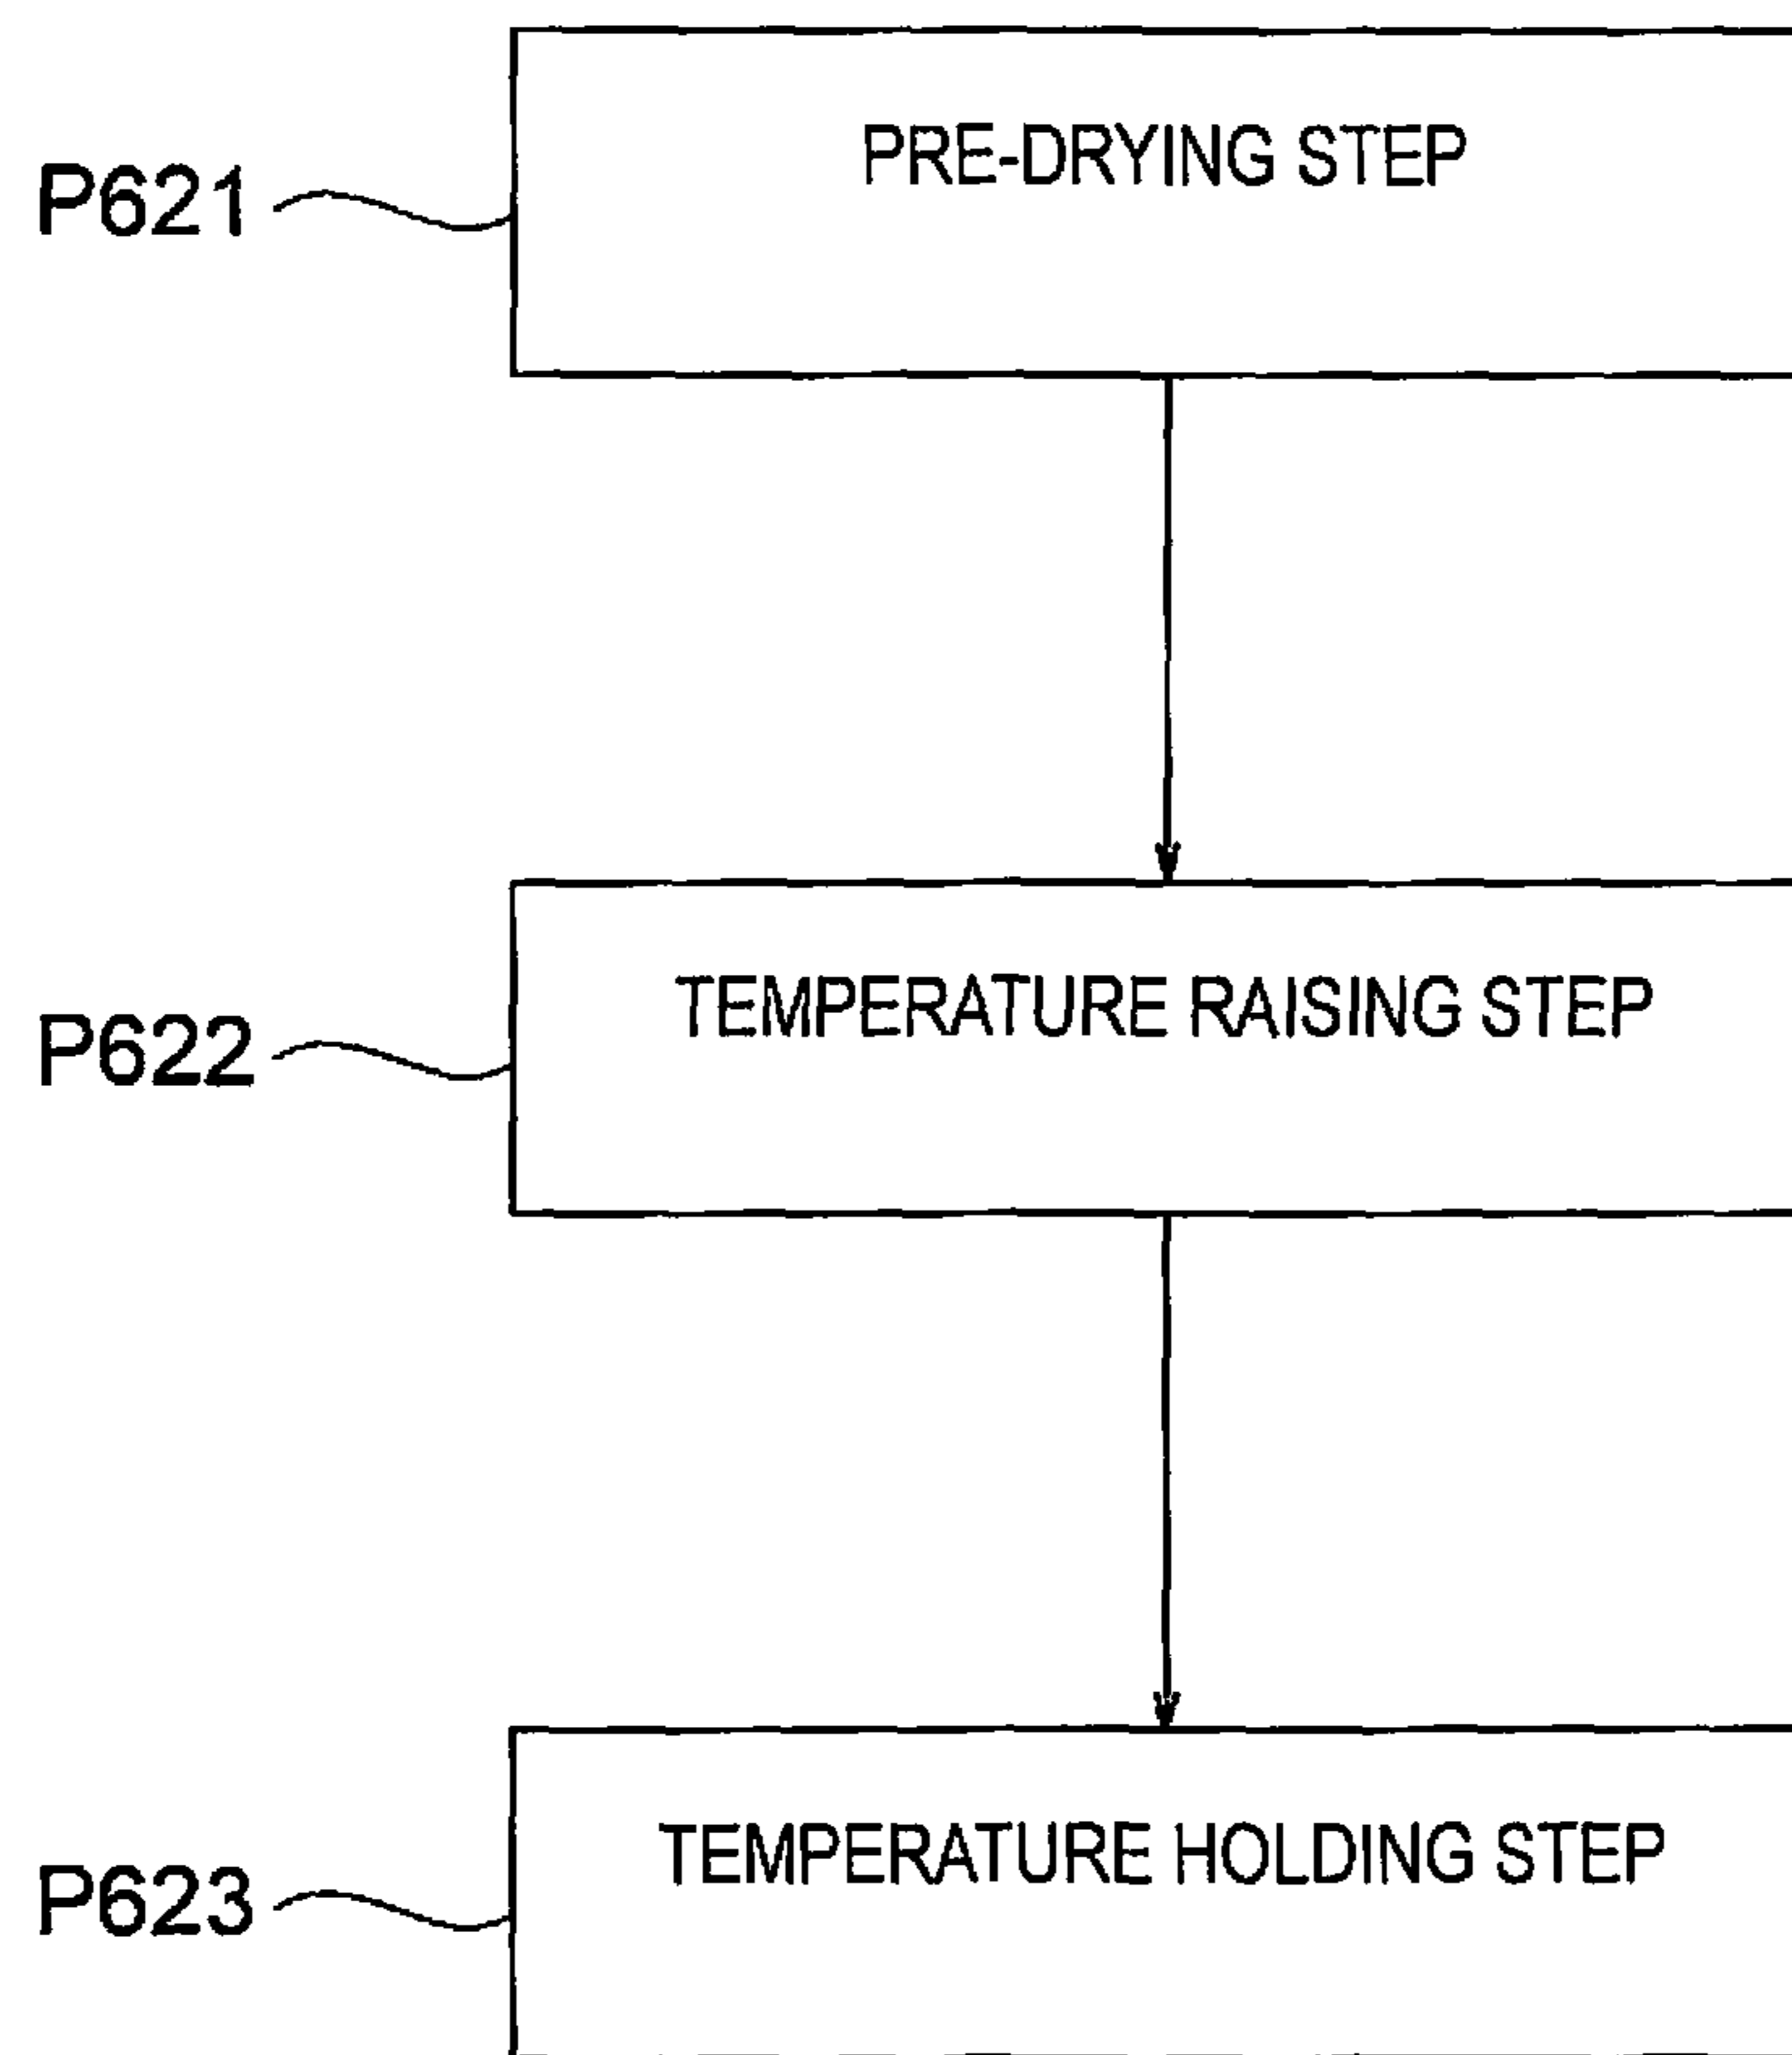 PRE-DRYING STEP
P621
TEMPERATURE RAISING STEP
P622
TEMPERATURE HOLDING STEP
P623